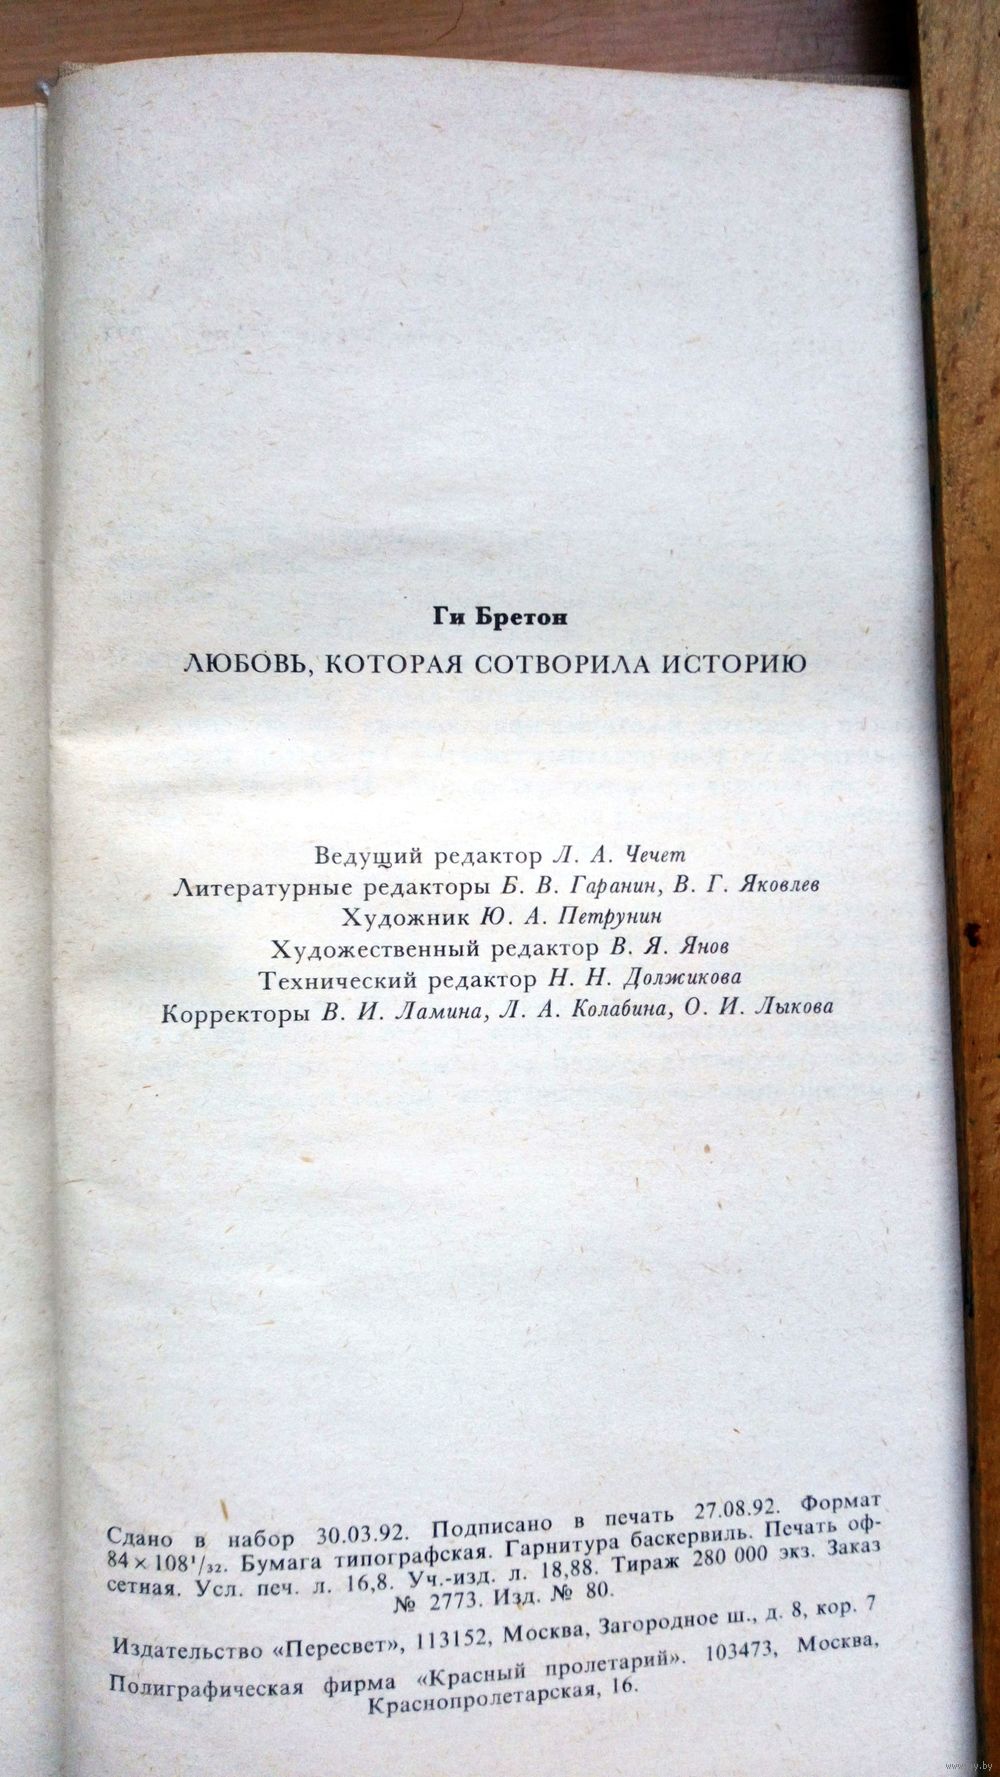 Ги Бретон
ЛЮБОВЬ, КОТОРАЯ СОТВОРИЛА ИСТОРИЮ
Ведущий редактор Л. А. Чечет
Литературные редакторы Б. В. Гаранин, В. Г. Яковлев
Художник Ю. А. Петрунин
Художественный редактор В. Я. Янов
Технический редактор Н. Н. Должикова
Корректоры В. И. Ламина, Л. А. Колабина, О. И. Лыкова
Сдано в набор 30.03.92. Подписано в печать 27.08.92. Формат
84×108¹/₃₂. Бумага типографская. Гарнитура баскервиль. Печать оф-
сетная. Усл. печ. л. 16,8. Уч.-изд. л. 18,88. Тираж 280 000 экз. Заказ
№ 2773. Изд. № 80.
Издательство «Пересвет», 113152, Москва, Загородное ш., д. 8, кор. 7
Полиграфическая фирма «Красный пролетарий». 103473, Москва,
Краснопролетарская, 16.